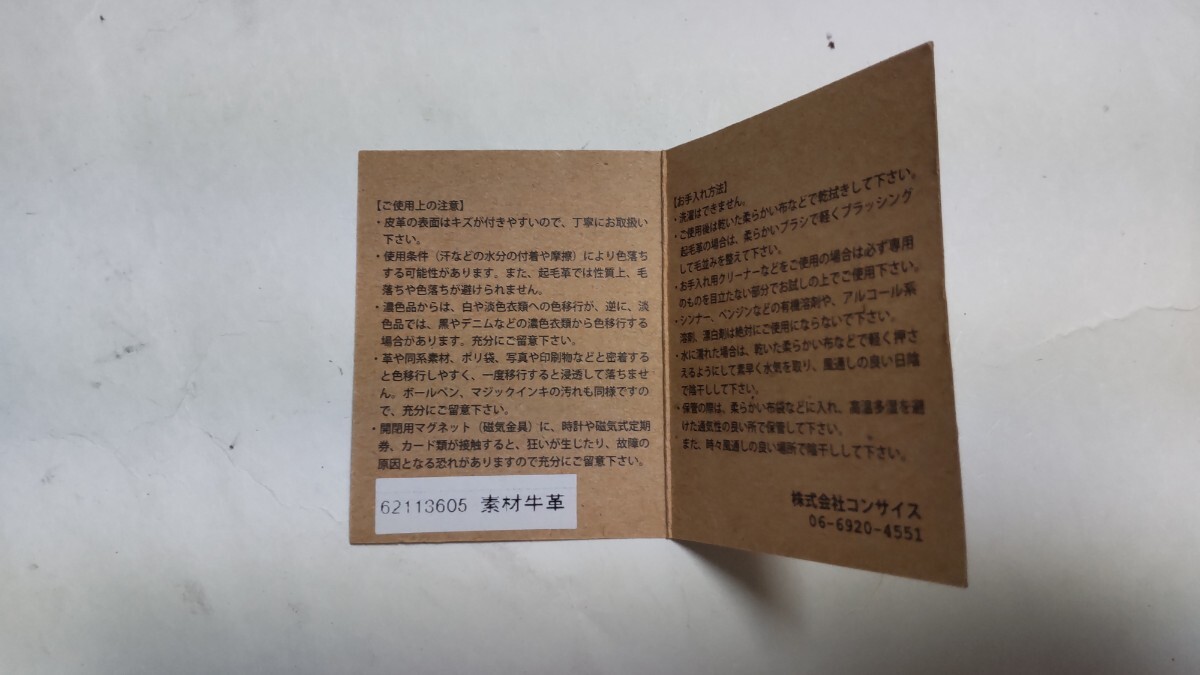 【ご使用上の注意】
・皮革の表面はキズが付きやすいので、丁寧にお取扱い
下さい。
・使用条件（汗などの水分の付着や摩擦）により色落ち
する可能性があります。また、起毛革では性質上、毛
落ちや色落ちが避けられません。
・濃色品からは、白や淡色衣類への色移行が、逆に、淡
色品では、黒やデニムなどの濃色衣類から色移行する
場合があります。充分にご留意下さい。
・革や同系素材、ポリ袋、写真や印刷物などと密着する
と色移行しやすく、一度移行すると浸透して落ちませ
ん。ボールペン、マジックインキの汚れも同様ですの
で、充分にご留意下さい。
・開閉用マグネット（磁気金具）に、時計や磁気式定期
券、カード類が接触すると、狂いが生じたり、故障の
原因となる恐れがありますので充分にご留意下さい。
62113605 素材牛革
【お手入れ方法】
・洗濯はできません。
・ご使用後は乾いた柔らかい布などで乾拭きして下さい。
起毛革の場合は、柔らかいブラシで軽くブラッシング
して毛並みを整えて下さい。
・お手入れ用クリーナーなどをご使用の場合は必ず専用
のものを目立たない部分でお試しの上でご使用下さい。
・シンナー、ベンジンなどの有機溶剤や、アルコール系
溶剤、漂白剤は絶対にご使用にならないで下さい。
・水に濡れた場合は、乾いた柔らかい布などで軽く押さ
えるようにして素早く水気を取り、風通しの良い日陰
で陰干しして下さい。
・保管の際は、柔らかい布袋などに入れ、高温多湿を避
けた通気性の良い所で保管して下さい。
また、時々風通しの良い場所で陰干しして下さい。
株式会社コンサイス
06-6920-4551